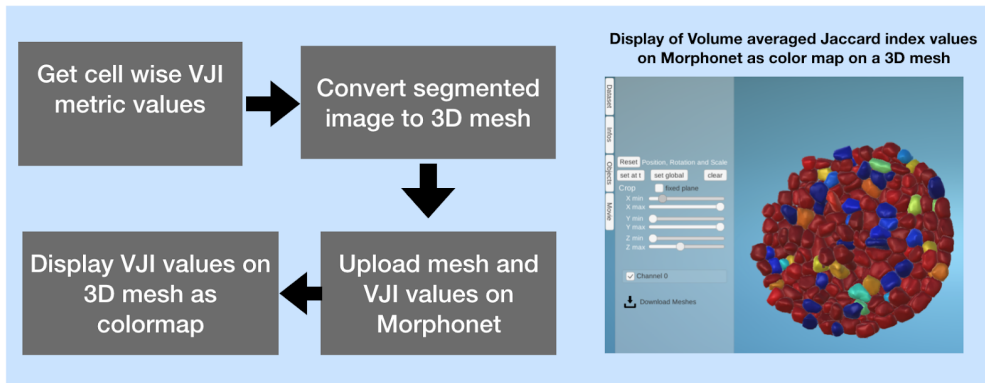 Get cell wise VJI
metric values
Convert segmented
image to 3D mesh
Upload mesh and
VJI values on
Morphonet
Display VJI values on
3D mesh as
colormap
Display of Volume averaged Jaccard index values
on Morphonet as color map on a 3D mesh
Dataset
Infos
Objects
Movie
Reset Position, Rotation and Scale
set at t set global clear
Crop fixed plane
X min
X max
Y min
Y max
Z min
Z max
Channel 0
Download Meshes